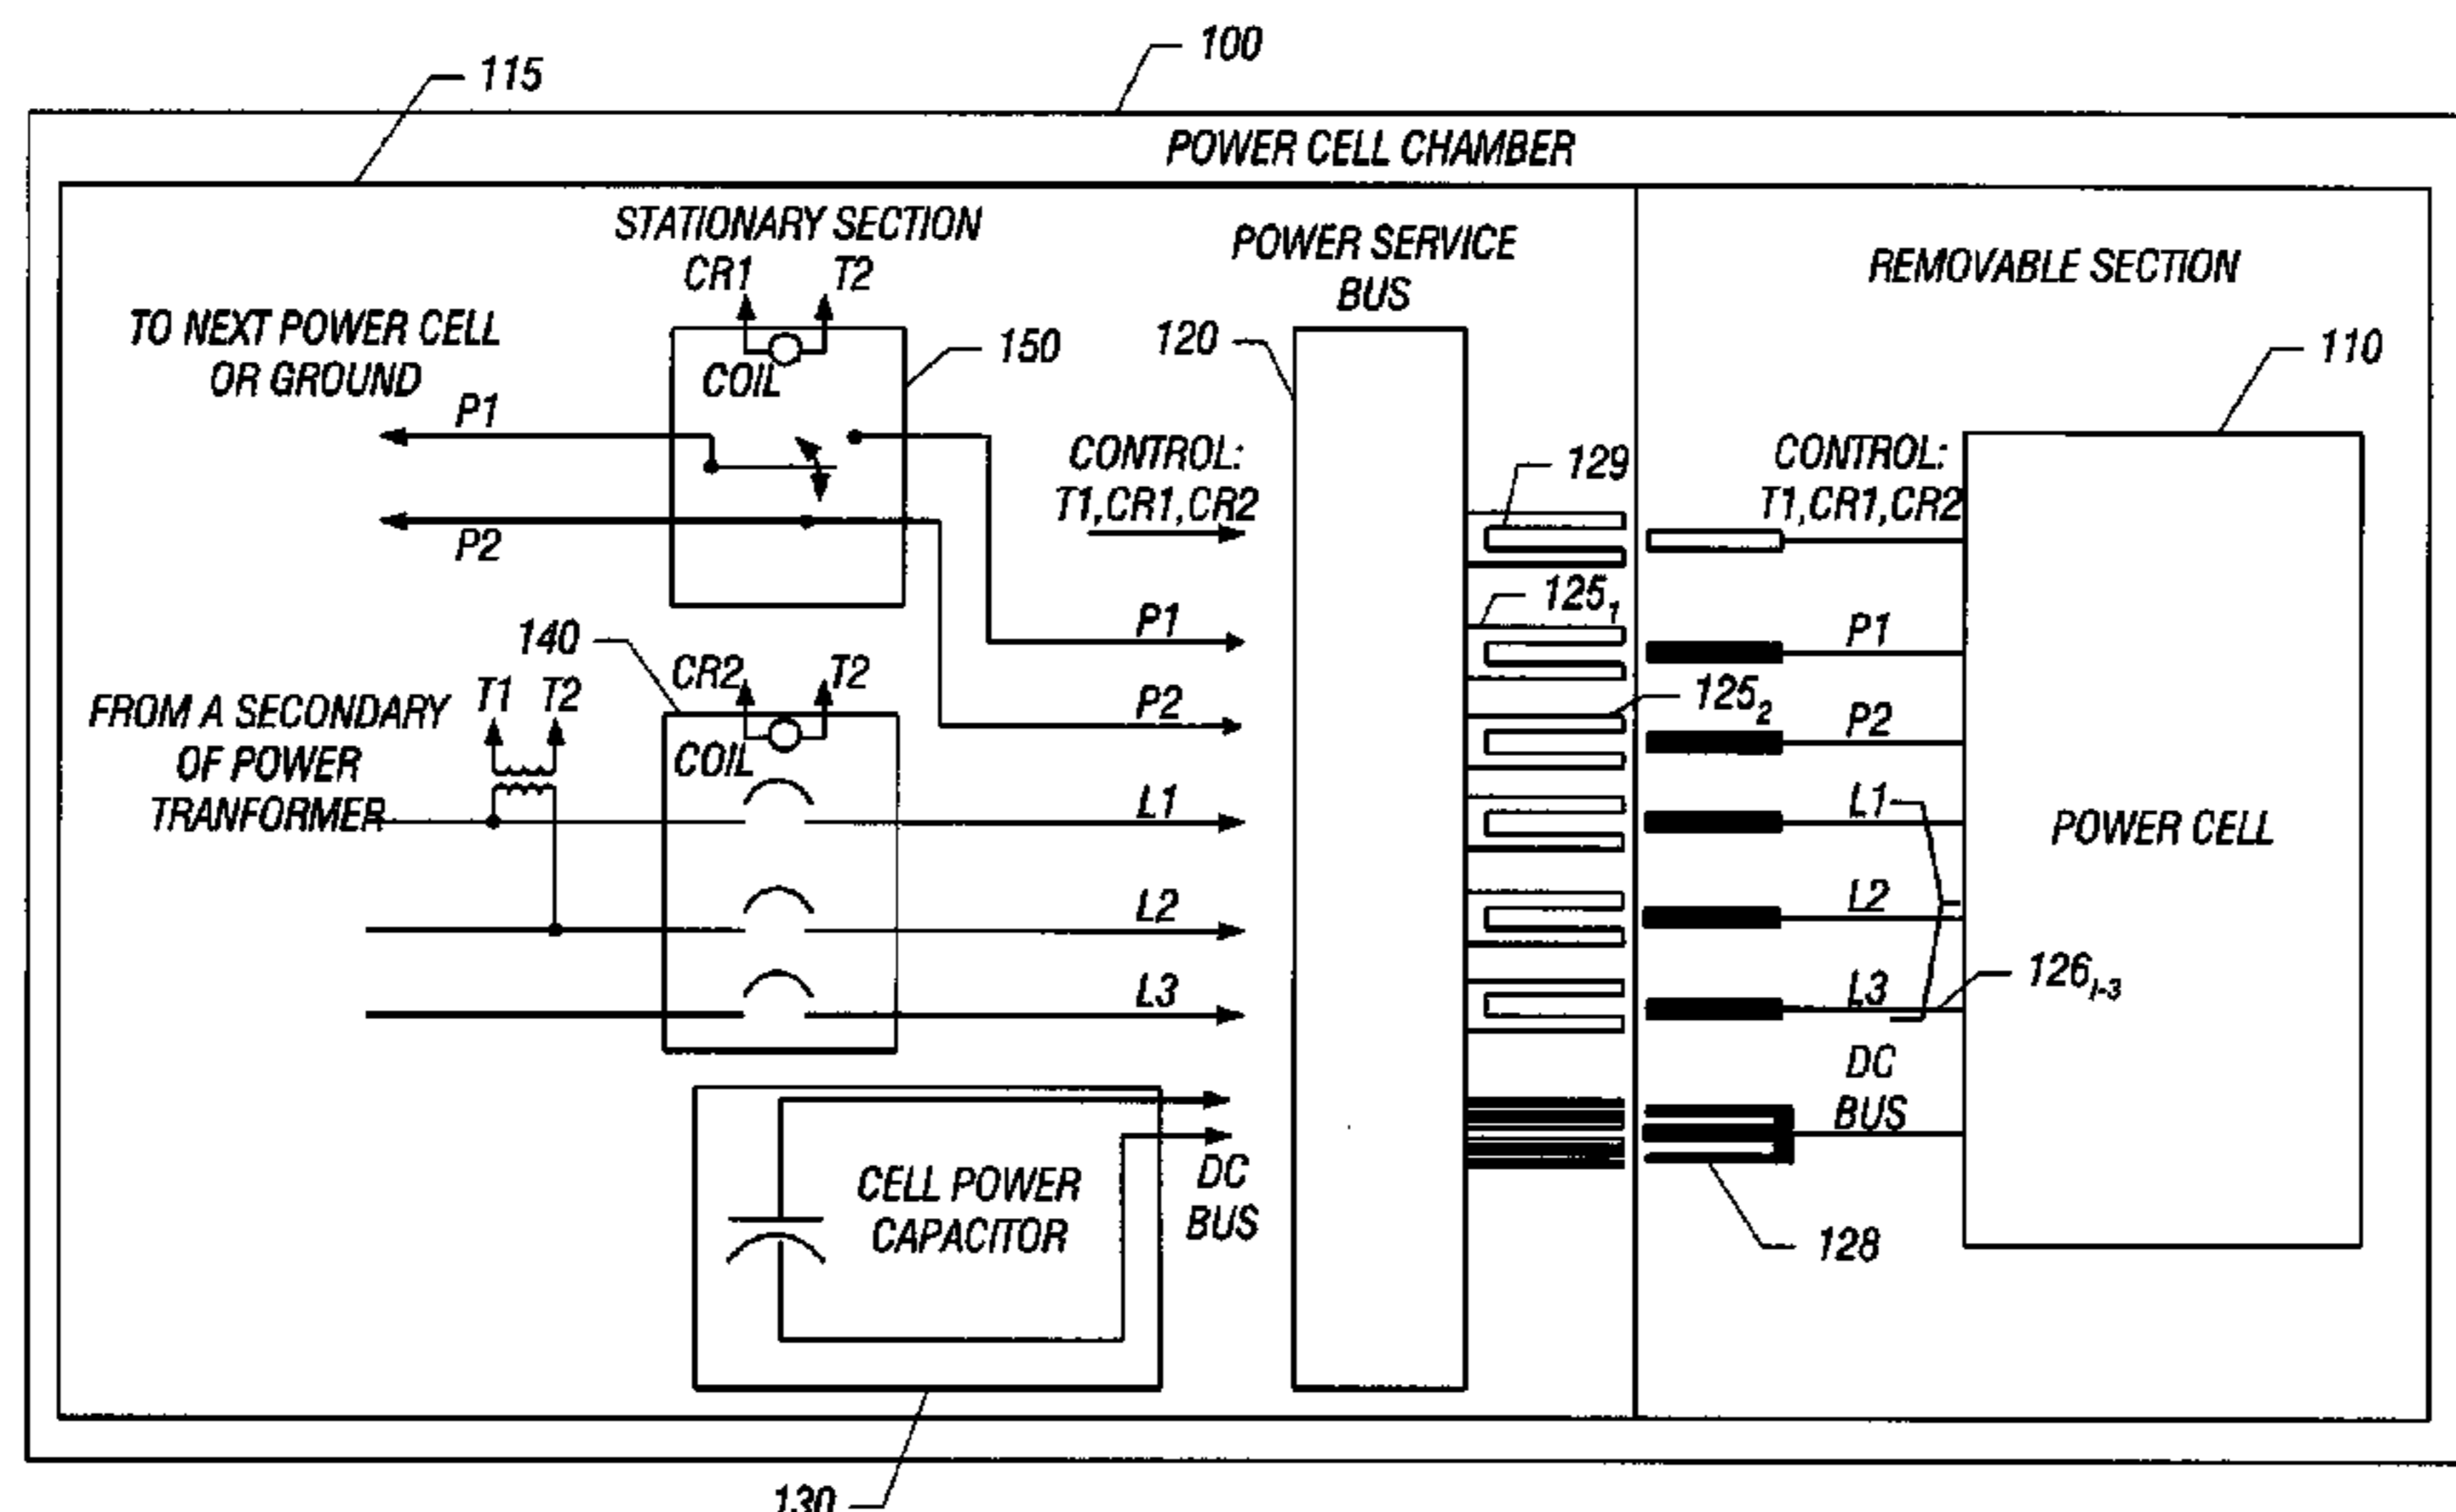 100
115
POWER CELL CHAMBER
STATIONARY SECTION
CR1 T2
POWER SERVICE
BUS
REMOVABLE SECTION
TO NEXT POWER CELL
OR GROUND
COIL
150
120
110
P1
P2
CONTROL:
T1,CR1,CR2
129
CONTROL:
T1,CR1,CR2
125₁
P1
P1
140
CR2 T2
125₂
P2
P2
FROM A SECONDARY
OF POWER
TRANFORMER
T1 T2
COIL
L1
L1
POWER CELL
L2
L2
L3
L3
126₁₋₃
DC
BUS
CELL POWER
CAPACITOR
DC
BUS
128
130